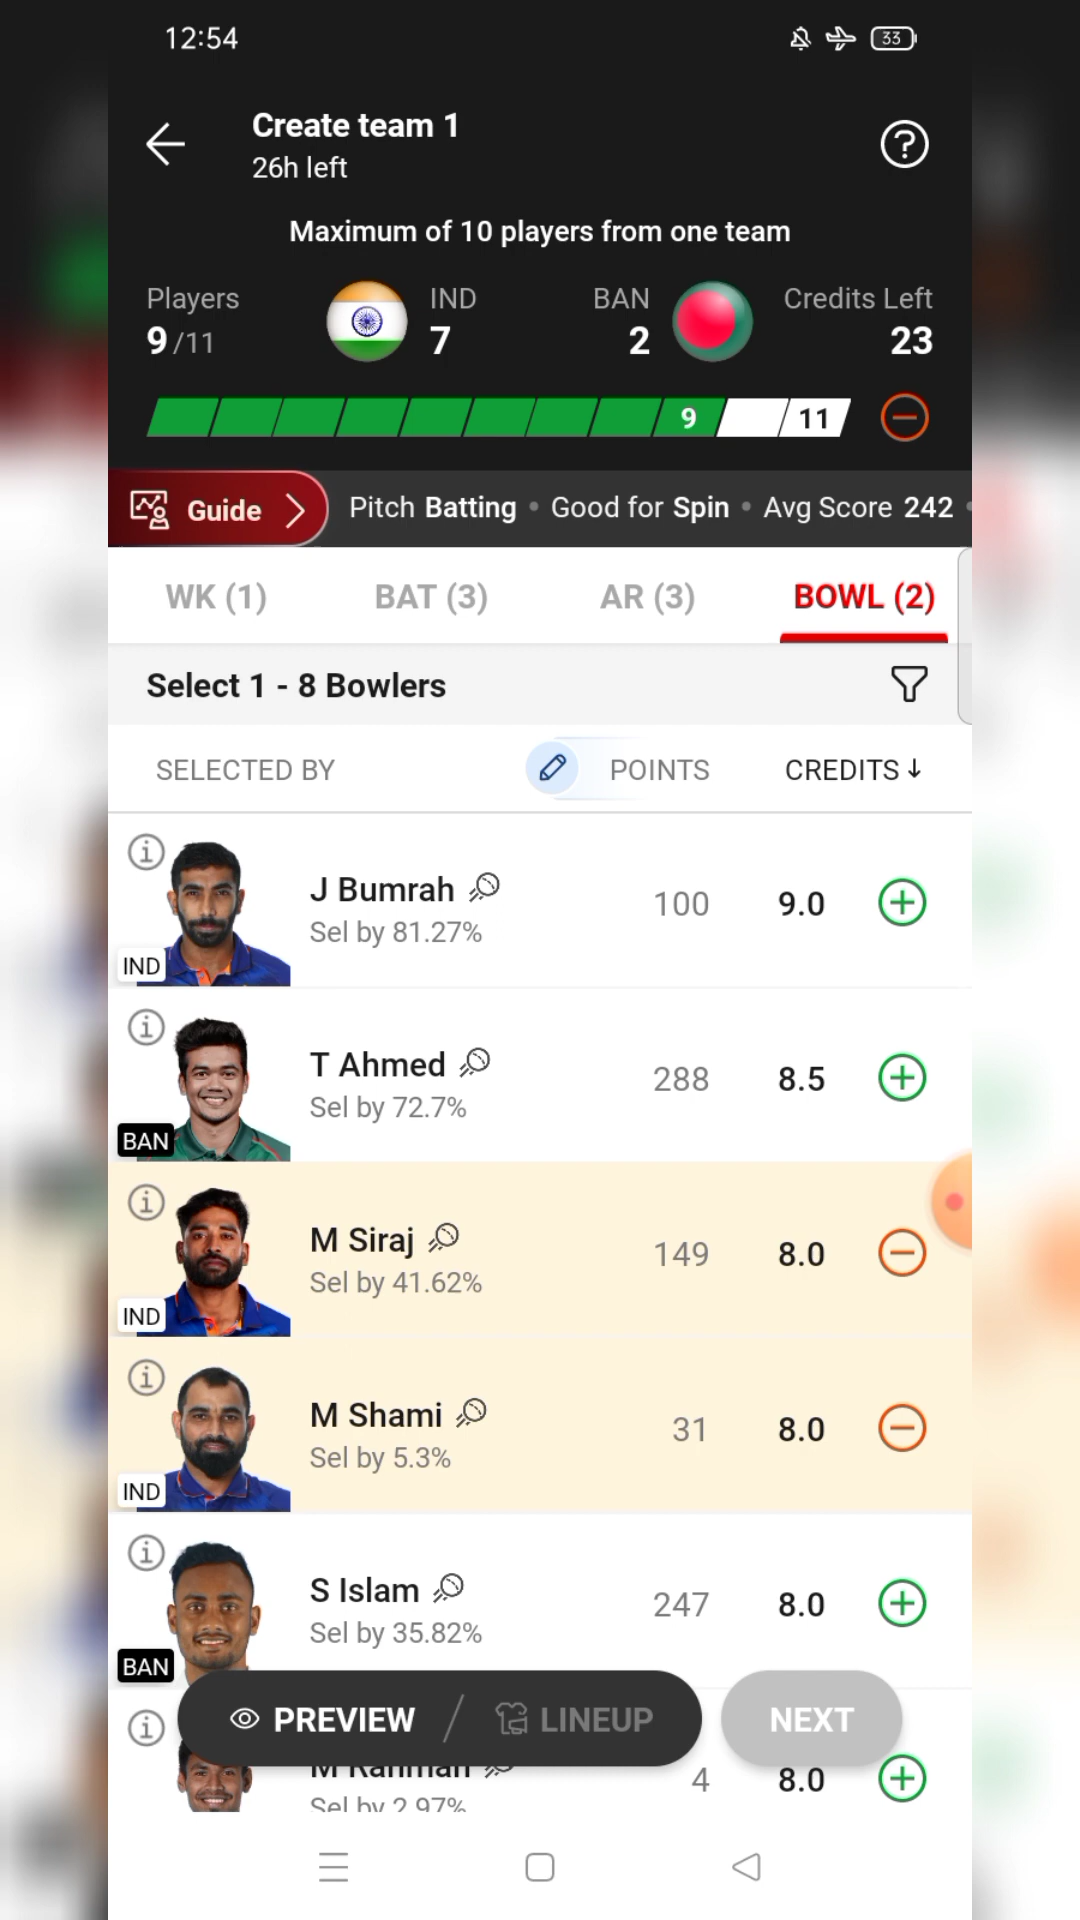 12:54
33
Create team 1
26h left
Maximum of 10 players from one team
Players IND BAN Credits Left
9/11 7 2 23
9 11
Guide Pitch Batting • Good for Spin • Avg Score 242
WK (1) BAT (3) AR (3) BOWL (2)
Select 1 - 8 Bowlers
SELECTED BY POINTS CREDITS ↓
J Bumrah 100 9.0
Sel by 81.27%
IND
T Ahmed 288 8.5
Sel by 72.7%
BAN
M Siraj 149 8.0
Sel by 41.62%
IND
M Shami 31 8.0
Sel by 5.3%
IND
S Islam 247 8.0
Sel by 35.82%
BAN
PREVIEW / LINEUP NEXT
M Rahman 4 8.0
Sel by 2.97%